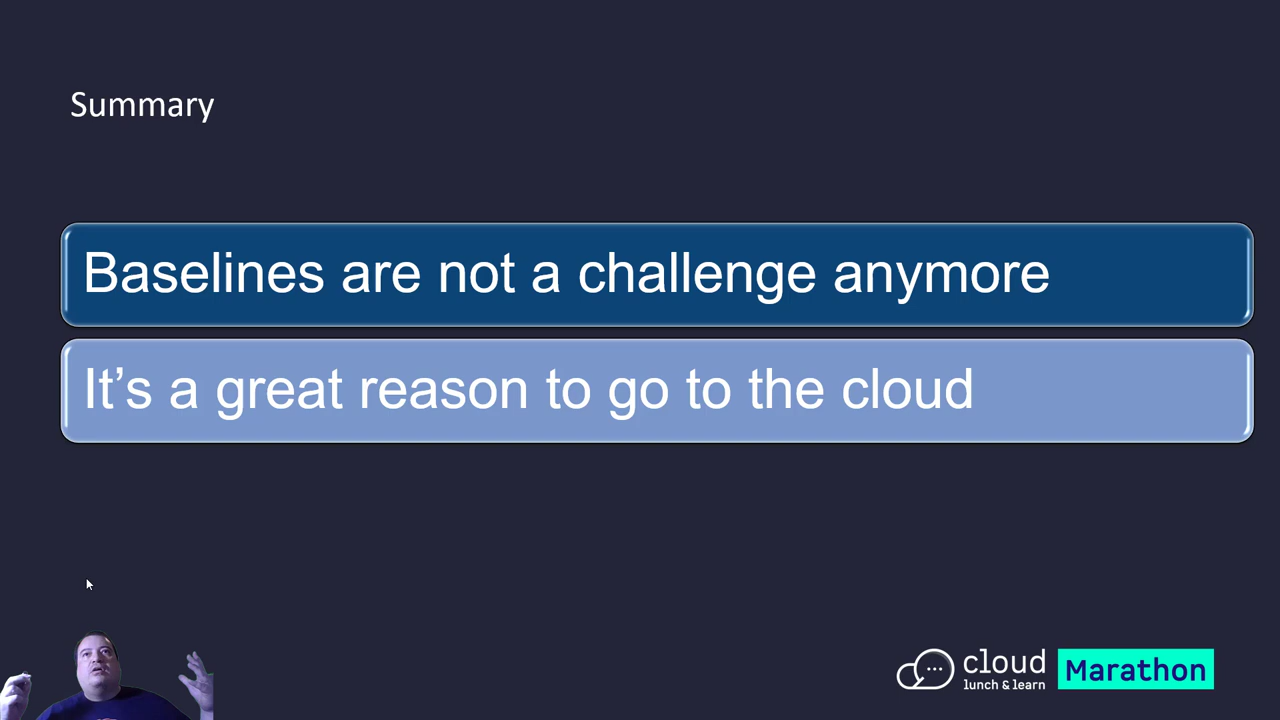 Summary
Baselines are not a challenge anymore
It’s a great reason to go to the cloud
cloud
lunch & learn
Marathon